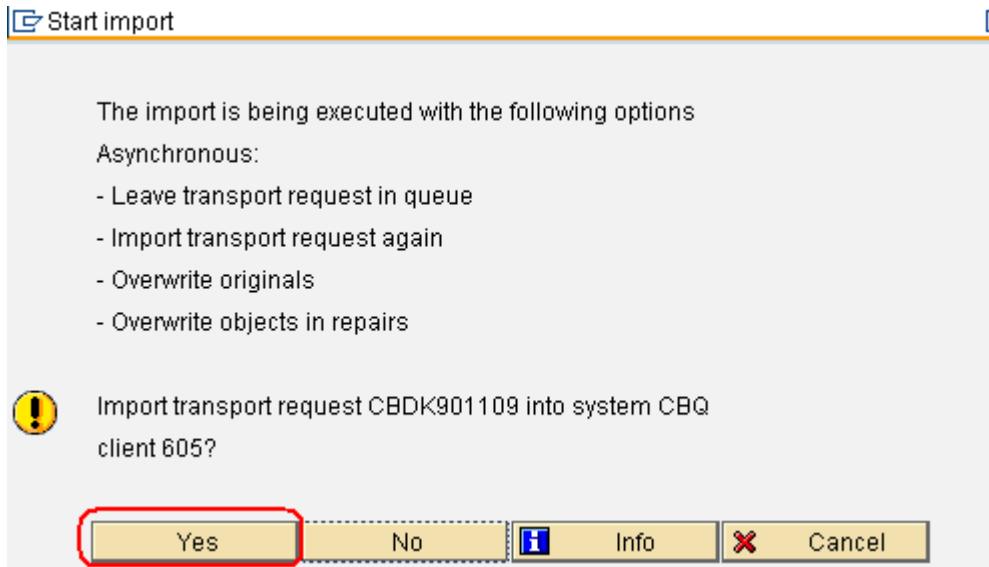 Start import
The import is being executed with the following options
Asynchronous:
- Leave transport request in queue
- Import transport request again
- Overwrite originals
- Overwrite objects in repairs
Import transport request CBDK901109 into system CBQ
client 605?
Yes No Info Cancel